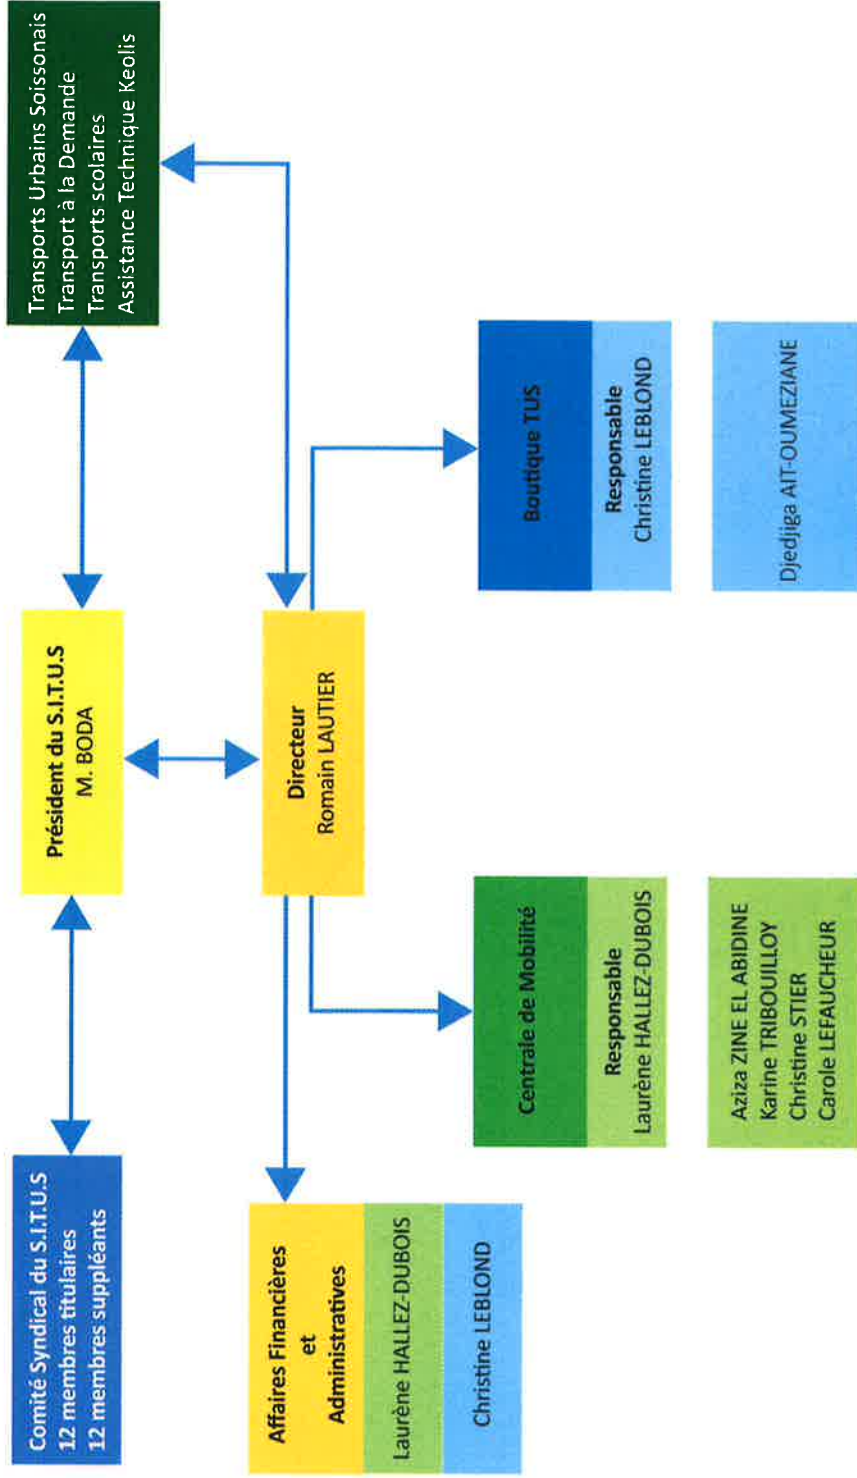 Comité Syndical du S.I.T.U.S
12 membres titulaires
12 membres suppléants
Président du S.I.T.U.S
M. BODA
Transports Urbains Soissonais
Transport à la Demande
Transports scolaires
Assistance Technique Keolis
Affaires Financières
et
Administratives
Laurène HALLEZ-DUBOIS
Christine LEBLOND
Directeur
Romain LAUTIER
Centrale de Mobilité
Responsable
Laurène HALLEZ-DUBOIS
Aziza ZINE EL ABIDINE
Karine TRIBOUILLOY
Christine STIER
Carole LEFAUCHEUR
Boutique TUS
Responsable
Christine LEBLOND
Djedjiga AIT-OUMEZIANE